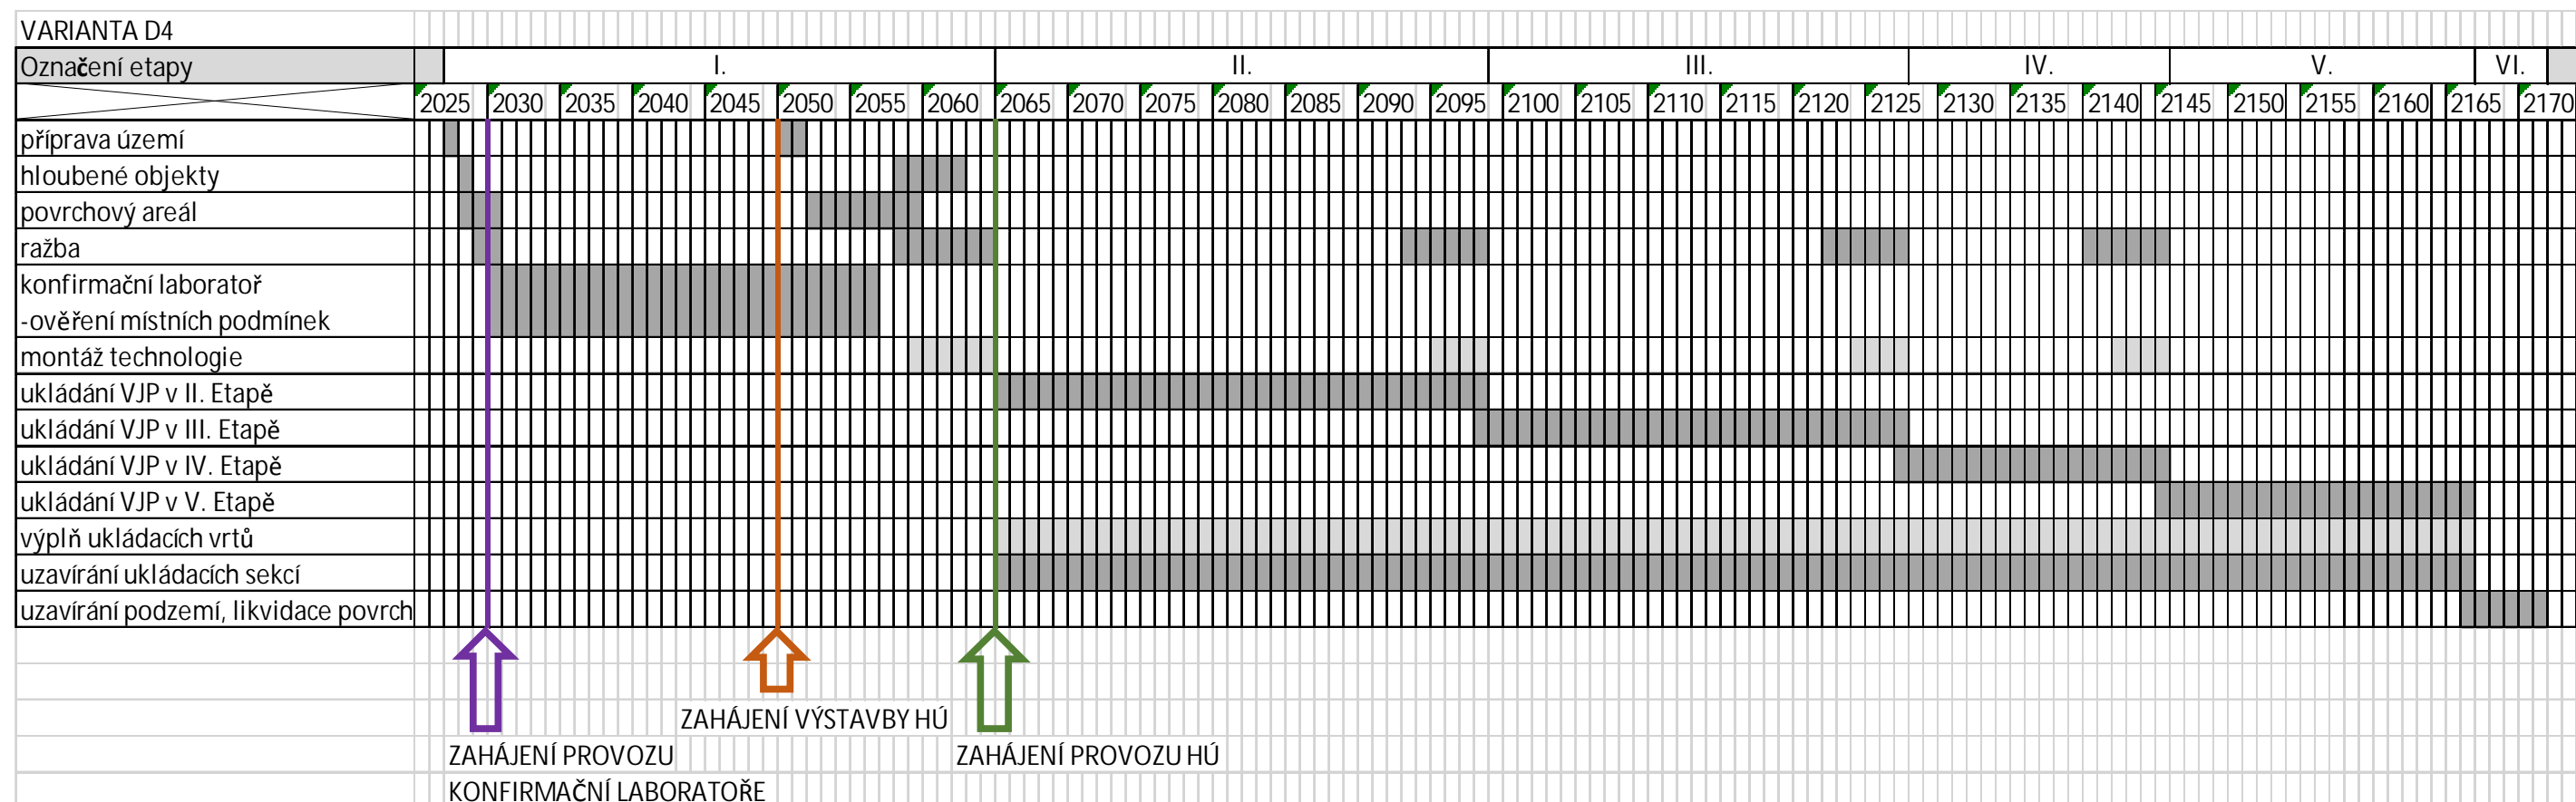 VARIANTA D4
Označení etapy I. II. III. IV. V. VI.
2025 2030 2035 2040 2045 2050 2055 2060 2065 2070 2075 2080 2085 2090 2095 2100 2105 2110 2115 2120 2125 2130 2135 2140 2145 2150 2155 2160 2165 2170
příprava území
hloubené objekty
povrchový areál
ražba
konfirmační laboratoř
-ověření místních podmínek
montáž technologie
ukládání VJP v II. Etapě
ukládání VJP v III. Etapě
ukládání VJP v IV. Etapě
ukládání VJP v V. Etapě
výplň ukládacích vrtů
uzavírání ukládacích sekcí
uzavírání podzemí, likvidace povrch
ZAHÁJENÍ VÝSTAVBY HÚ
ZAHÁJENÍ PROVOZU ZAHÁJENÍ PROVOZU HÚ
KONFIRMAČNÍ LABORATOŘE